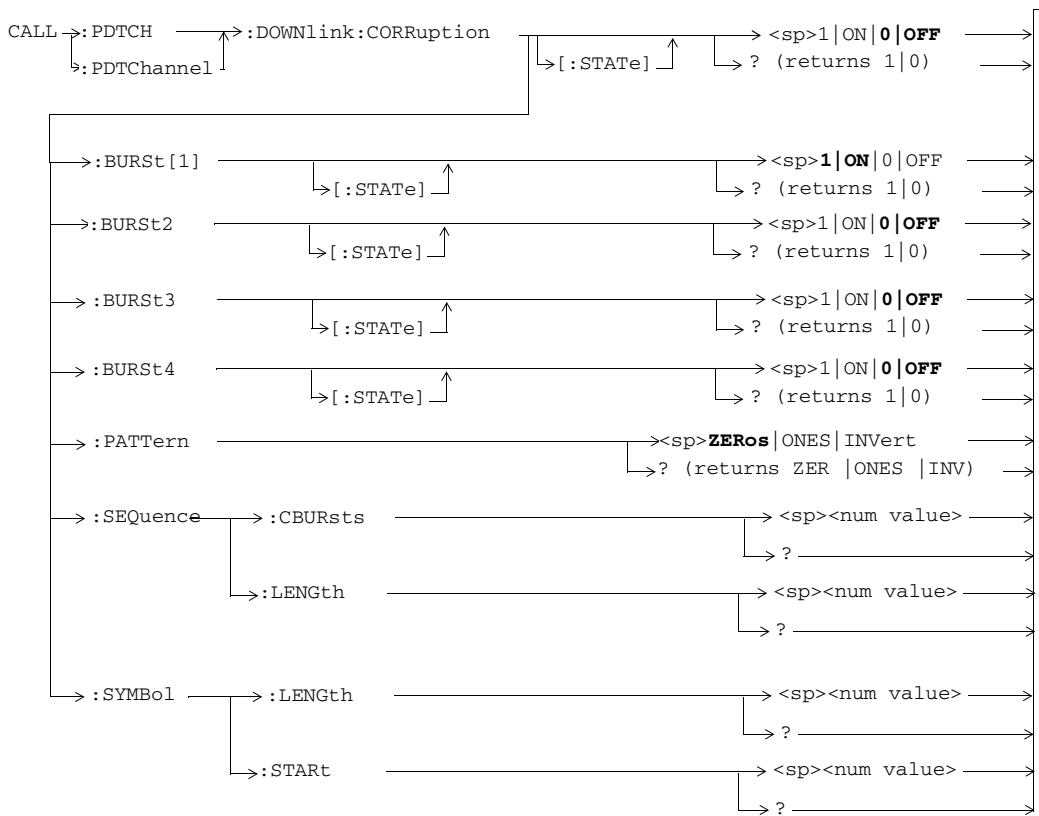 CALL :PDTCH :DOWNlink:CORRuption <sp>1|ON|0|OFF
:PDTChannel [:STATe] ? (returns 1|0)
:BURSt[1] <sp>1|ON|0|OFF
[:STATe] ? (returns 1|0)
:BURSt2 <sp>1|ON|0|OFF
[:STATe] ? (returns 1|0)
:BURSt3 <sp>1|ON|0|OFF
[:STATe] ? (returns 1|0)
:BURSt4 <sp>1|ON|0|OFF
[:STATe] ? (returns 1|0)
:PATTern <sp>ZERos|ONES|INVert
? (returns ZER |ONES |INV)
:SEQuence :CBURsts <sp><num value>
?
:LENGth <sp><num value>
?
:SYMBol :LENGth <sp><num value>
?
:STARt <sp><num value>
?